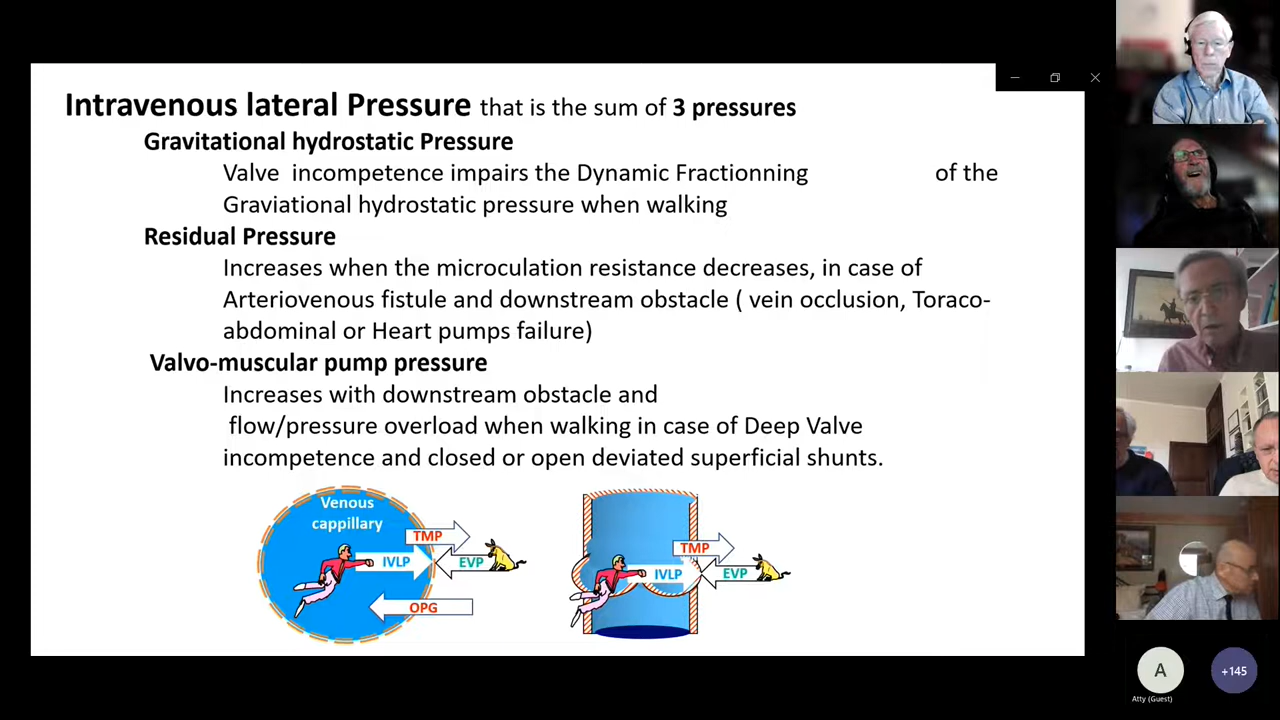 Intravenous lateral Pressure that is the sum of 3 pressures
Gravitational hydrostatic Pressure
Valve incompetence impairs the Dynamic Fractionning of the
Graviational hydrostatic pressure when walking
Residual Pressure
Increases when the microculation resistance decreases, in case of
Arteriovenous fistule and downstream obstacle ( vein occlusion, Toraco-
abdominal or Heart pumps failure)
Valvo-muscular pump pressure
Increases with downstream obstacle and
flow/pressure overload when walking in case of Deep Valve
incompetence and closed or open deviated superficial shunts.
Venous
cappillary
TMP
IVLP
EVP
OPG
TMP
IVLP
EVP
A
+145
Atty (Guest)